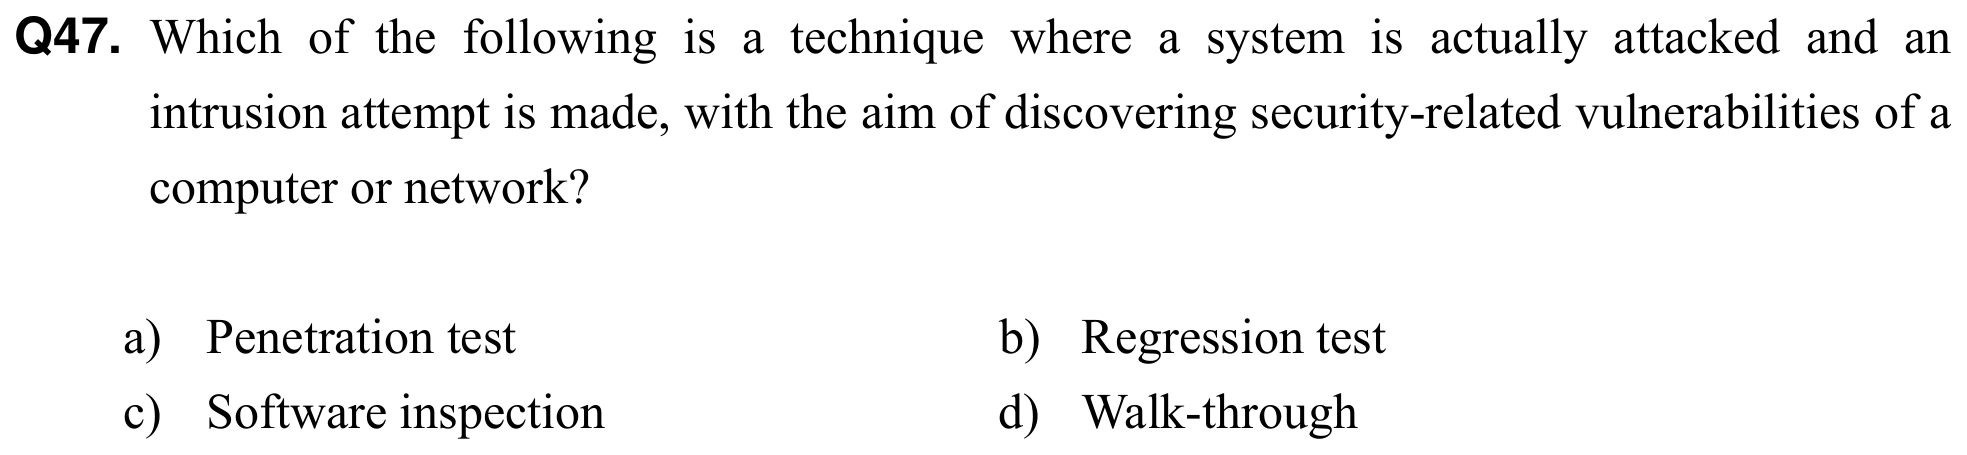 Q47. Which of the following is a technique where a system is actually attacked and an
intrusion attempt is made, with the aim of discovering security-related vulnerabilities of a
computer or network?
a) Penetration test b) Regression test
c) Software inspection d) Walk-through